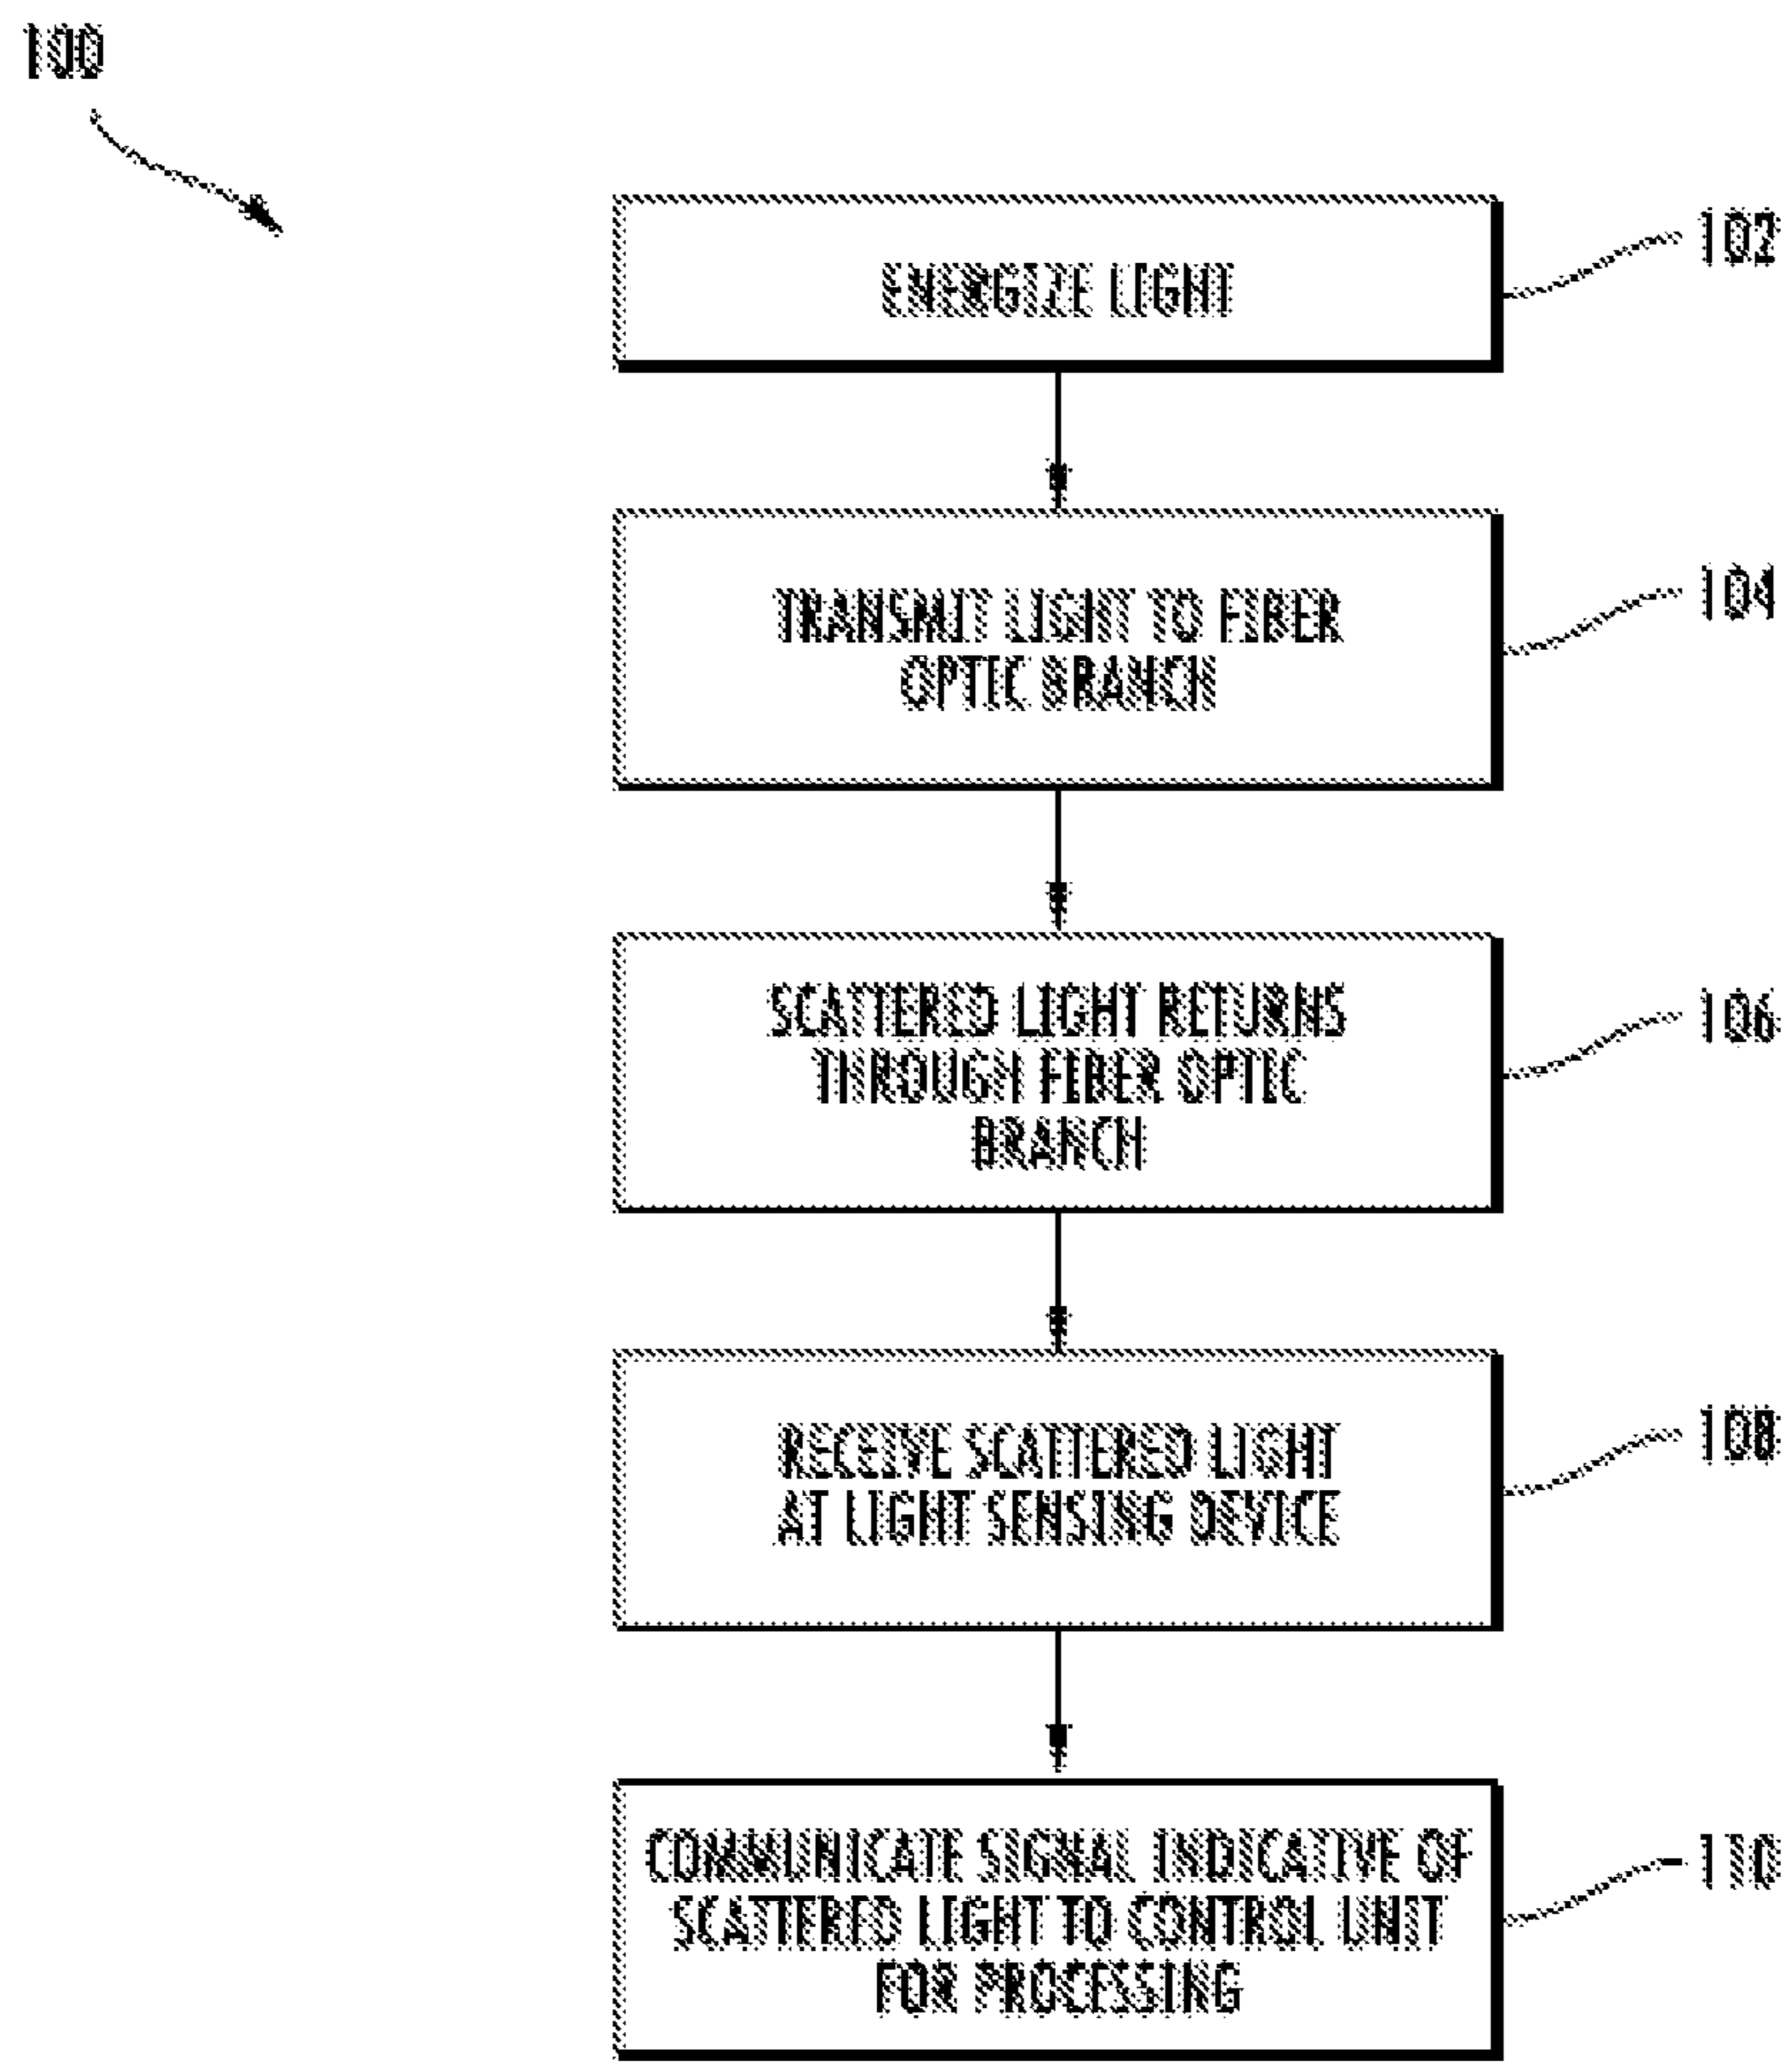 100
ENERGIZE LIGHT
102
TRANSMIT LIGHT TO FIBER
OPTIC BRANCH
104
SCATTERED LIGHT RETURNS
THROUGH FIBER OPTIC
BRANCH
106
RECEIVE SCATTERED LIGHT
AT LIGHT SENSING DEVICE
108
COMMUNICATE SIGNAL INDICATIVE OF
SCATTERED LIGHT TO CONTROL UNIT
FOR PROCESSING
110